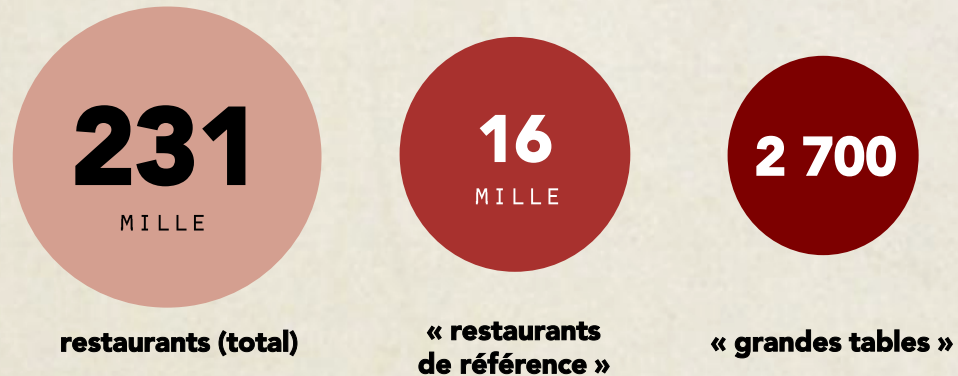 231
MILLE
restaurants (total)
16
MILLE
« restaurants
de référence »
2 700
« grandes tables »